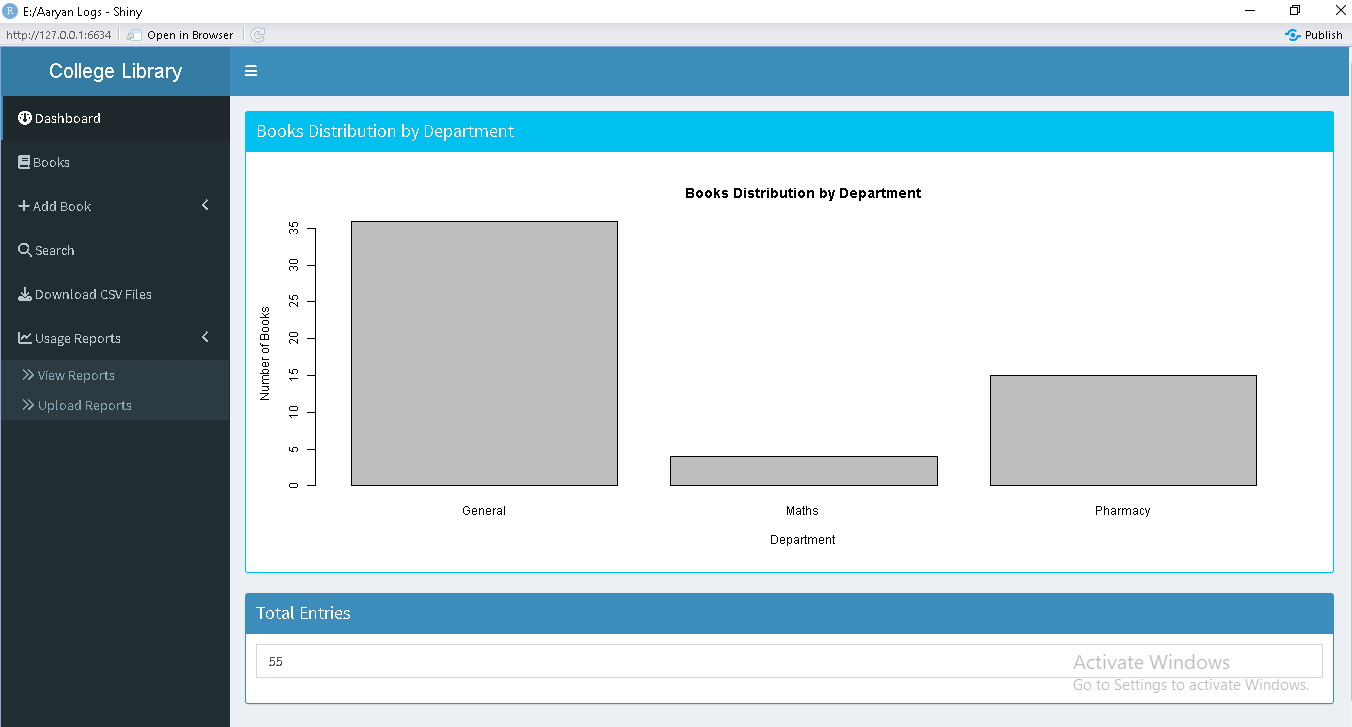 R E:/Aaryan Logs - Shiny
http://127.0.0.1:6634 Open in Browser Publish
College Library
Dashboard
Books
Add Book
Search
Download CSV Files
Usage Reports
View Reports
Upload Reports
Books Distribution by Department
Books Distribution by Department
Number of Books
35
30
25
20
15
10
5
0
General Maths Pharmacy
Department
Total Entries
55
Activate Windows
Go to Settings to activate Windows.